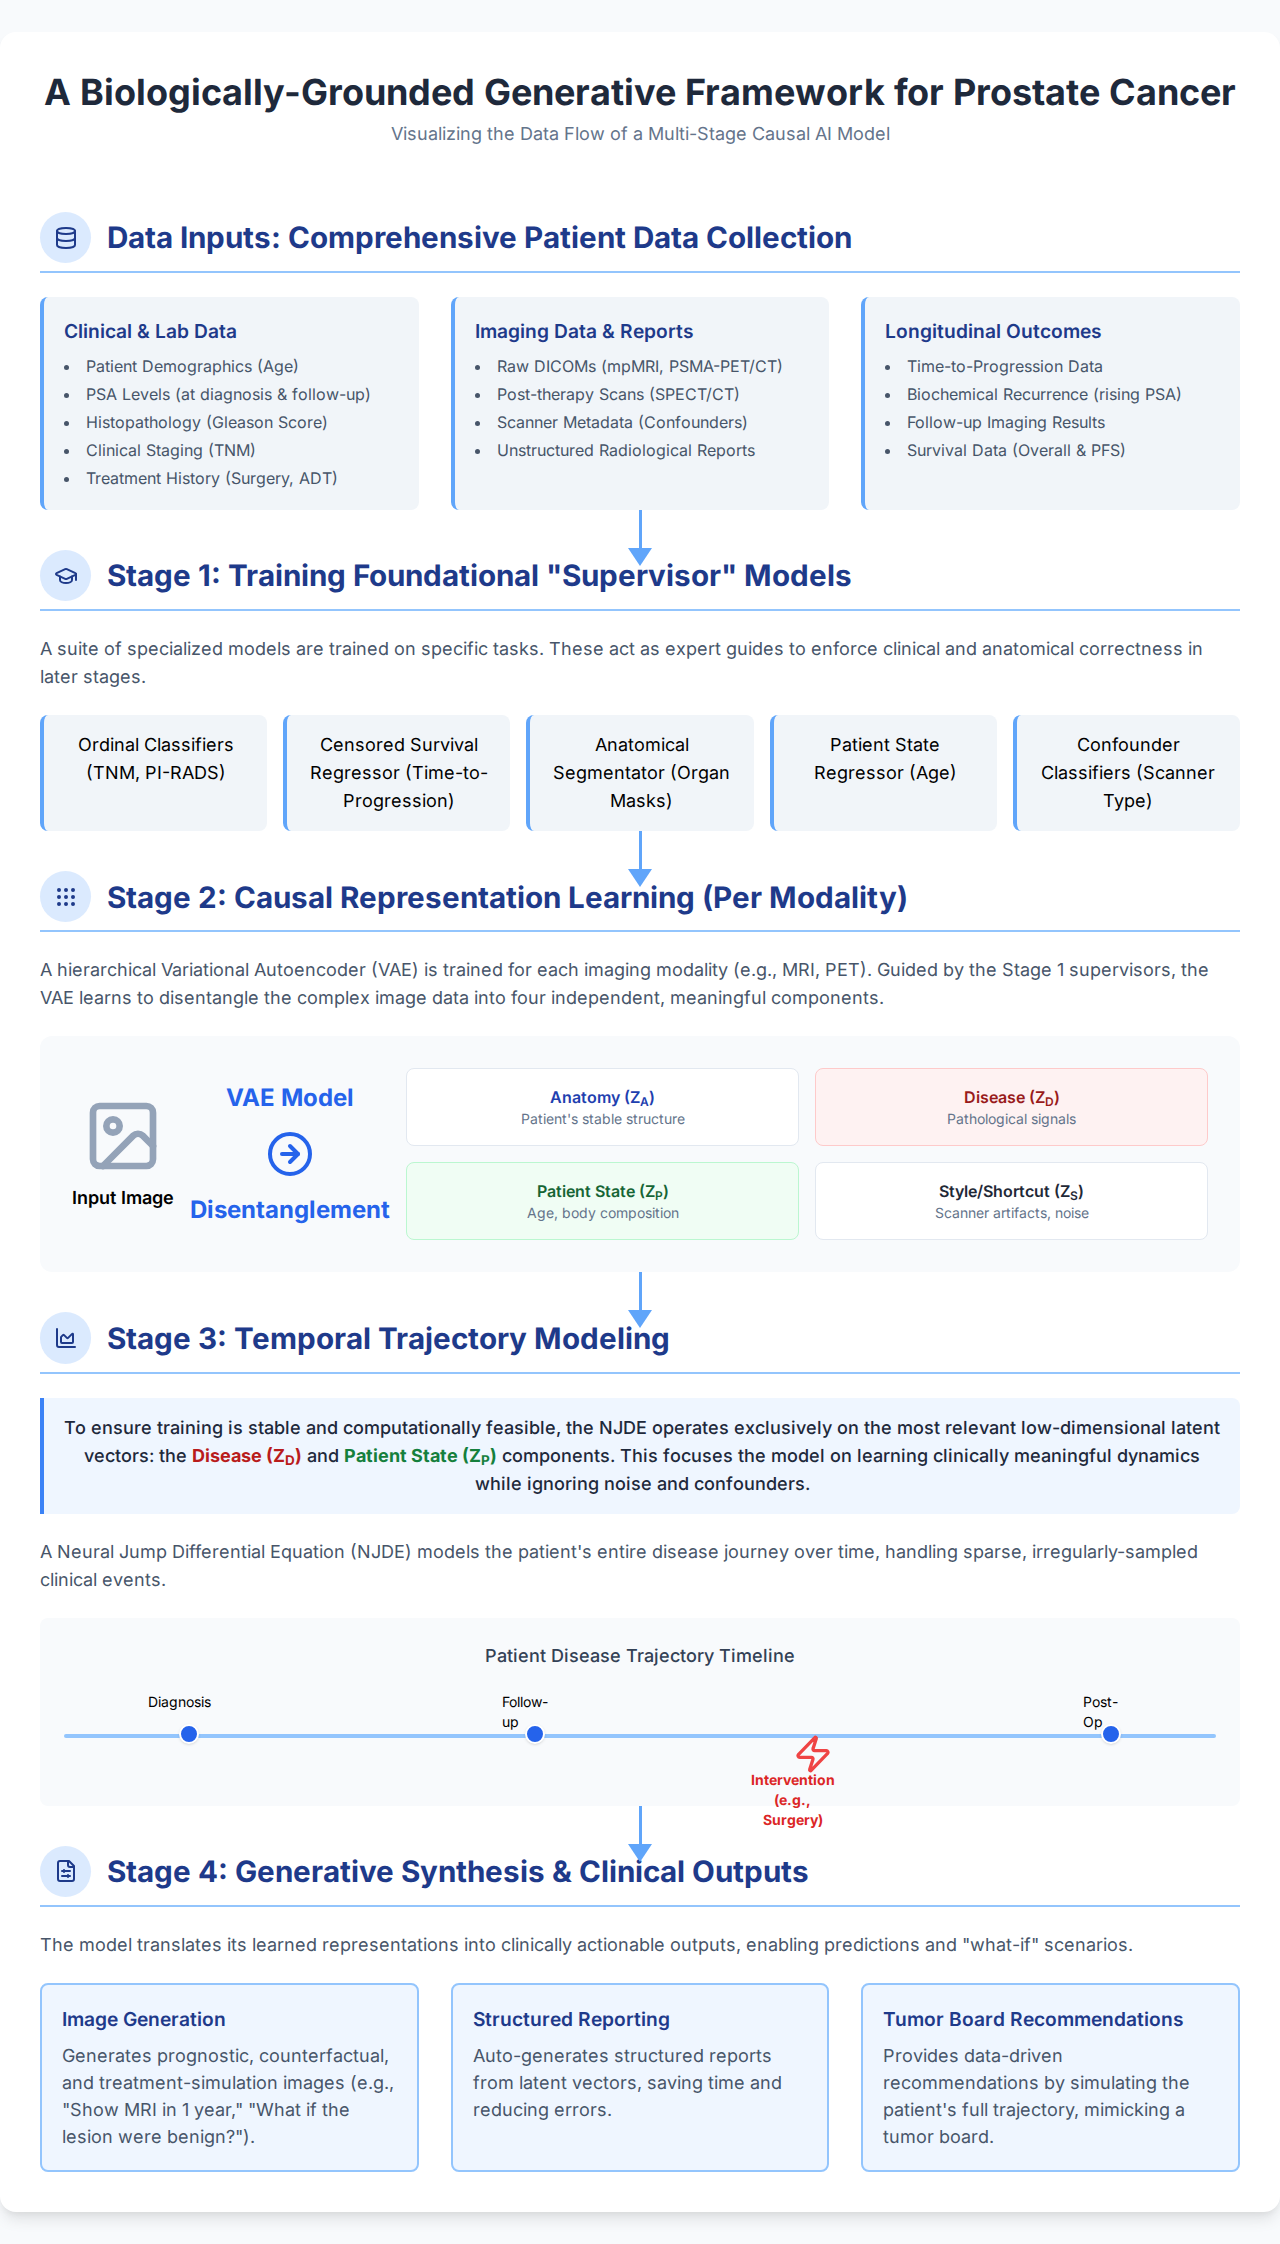 A Biologically-Grounded Generative Framework for Prostate Cancer
Visualizing the Data Flow of a Multi-Stage Causal AI Model
Data Inputs: Comprehensive Patient Data Collection
Clinical & Lab Data
• Patient Demographics (Age)
• PSA Levels (at diagnosis & follow-up)
• Histopathology (Gleason Score)
• Clinical Staging (TNM)
• Treatment History (Surgery, ADT)
Imaging Data & Reports
• Raw DICOMs (mpMRI, PSMA-PET/CT)
• Post-therapy Scans (SPECT/CT)
• Scanner Metadata (Confounders)
• Unstructured Radiological Reports
Longitudinal Outcomes
• Time-to-Progression Data
• Biochemical Recurrence (rising PSA)
• Follow-up Imaging Results
• Survival Data (Overall & PFS)
Stage 1: Training Foundational "Supervisor" Models
A suite of specialized models are trained on specific tasks. These act as expert guides to enforce clinical and anatomical correctness in
later stages.
Ordinal Classifiers
(TNM, PI-RADS)
Censored Survival
Regressor (Time-to-
Progression)
Anatomical
Segmentator (Organ
Masks)
Patient State
Regressor (Age)
Confounder
Classifiers (Scanner
Type)
Stage 2: Causal Representation Learning (Per Modality)
A hierarchical Variational Autoencoder (VAE) is trained for each imaging modality (e.g., MRI, PET). Guided by the Stage 1 supervisors, the
VAE learns to disentangle the complex image data into four independent, meaningful components.
Input Image
VAE Model
Disentanglement
Anatomy (Z_A)
Patient's stable structure
Disease (Z_D)
Pathological signals
Patient State (Z_P)
Age, body composition
Style/Shortcut (Z_S)
Scanner artifacts, noise
Stage 3: Temporal Trajectory Modeling
To ensure training is stable and computationally feasible, the NJDE operates exclusively on the most relevant low-dimensional latent
vectors: the Disease (Z_D) and Patient State (Z_P) components. This focuses the model on learning clinically meaningful dynamics
while ignoring noise and confounders.
A Neural Jump Differential Equation (NJDE) models the patient's entire disease journey over time, handling sparse, irregularly-sampled
clinical events.
Patient Disease Trajectory Timeline
Diagnosis
Follow-
up
Post-
Op
Intervention
(e.g.,
Surgery)
Stage 4: Generative Synthesis & Clinical Outputs
The model translates its learned representations into clinically actionable outputs, enabling predictions and "what-if" scenarios.
Image Generation
Generates prognostic, counterfactual,
and treatment-simulation images (e.g.,
"Show MRI in 1 year," "What if the
lesion were benign?").
Structured Reporting
Auto-generates structured reports
from latent vectors, saving time and
reducing errors.
Tumor Board Recommendations
Provides data-driven
recommendations by simulating the
patient's full trajectory, mimicking a
tumor board.